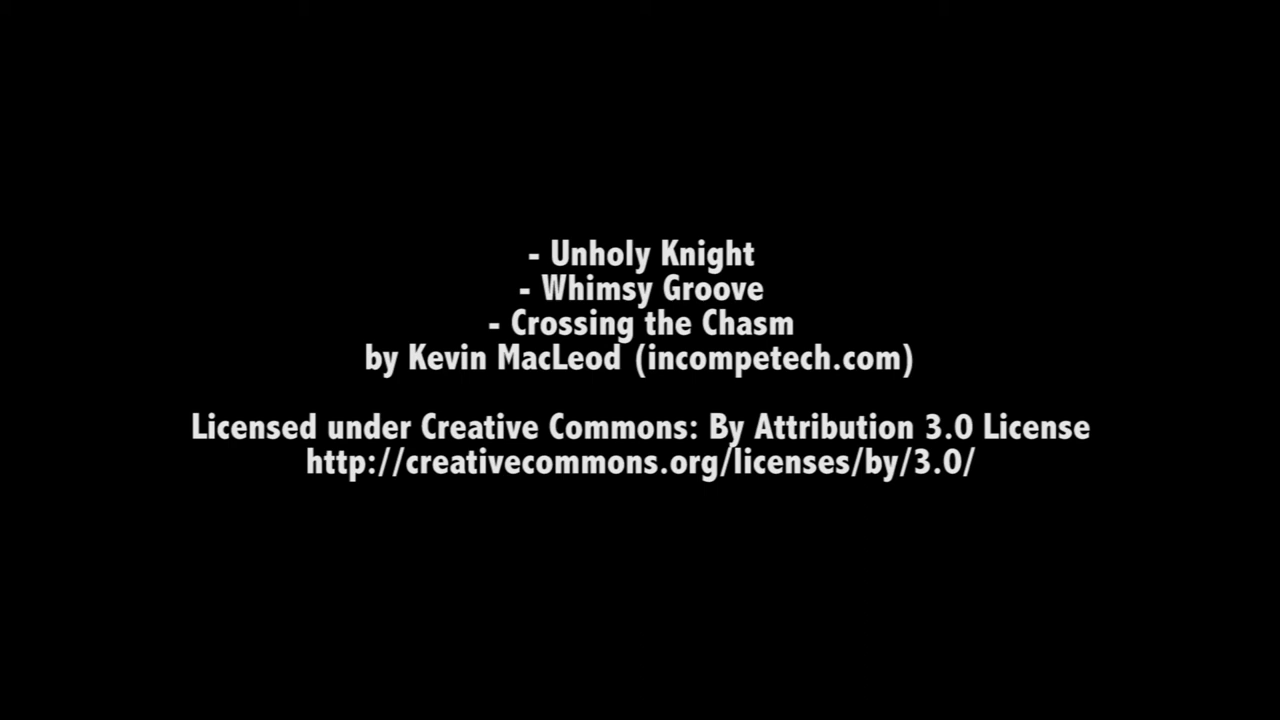 - Unholy Knight
- Whimsy Groove
- Crossing the Chasm
by Kevin MacLeod (incompetech.com)
Licensed under Creative Commons: By Attribution 3.0 License
http://creativecommons.org/licenses/by/3.0/